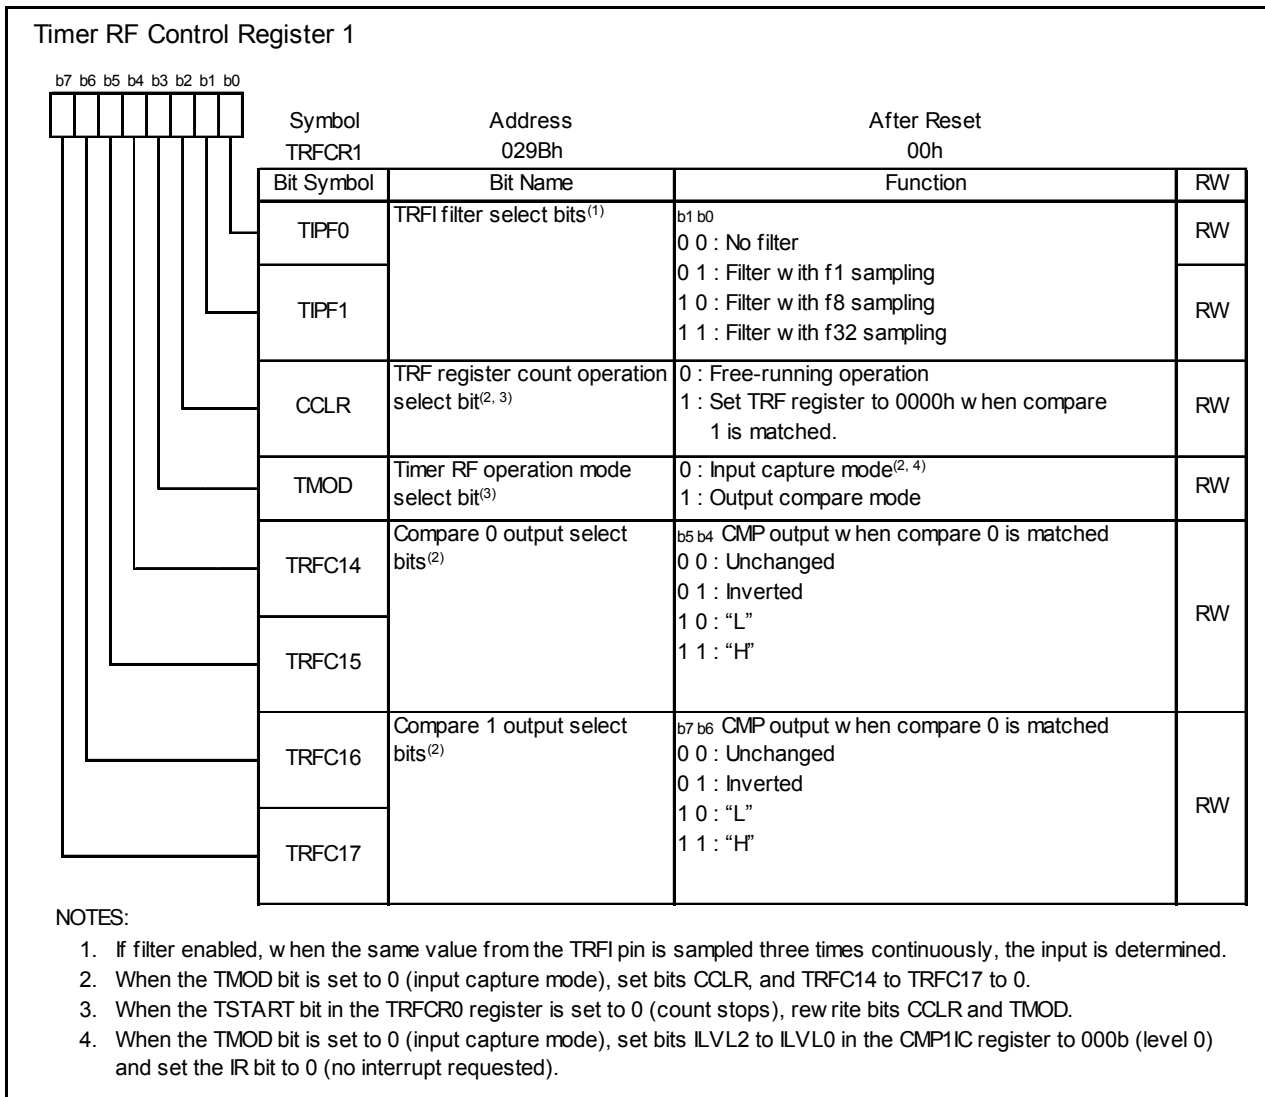 Timer RF Control Register 1
b7 b6 b5 b4 b3 b2 b1 b0
Symbol Address After Reset
TRFCR1 029Bh 00h
Bit Symbol Bit Name Function RW
TIPF0 TRFI filter select bits(1) b1 b0 RW
0 0 : No filter
0 1 : Filter with f1 sampling
TIPF1 1 0 : Filter with f8 sampling RW
1 1 : Filter with f32 sampling
TRF register count operation 0 : Free-running operation
CCLR select bit(2, 3) 1 : Set TRF register to 0000h when compare RW
1 is matched.
TMOD Timer RF operation mode 0 : Input capture mode(2, 4) RW
select bit(3) 1 : Output compare mode
Compare 0 output select b5 b4 CMP output when compare 0 is matched
TRFC14 bits(2) 0 0 : Unchanged
0 1 : Inverted
1 0 : “L” RW
TRFC15 1 1 : “H”
Compare 1 output select b7 b6 CMP output when compare 0 is matched
TRFC16 bits(2) 0 0 : Unchanged
0 1 : Inverted
1 0 : “L” RW
TRFC17 1 1 : “H”
NOTES:
1. If filter enabled, when the same value from the TRFI pin is sampled three times continuously, the input is determined.
2. When the TMOD bit is set to 0 (input capture mode), set bits CCLR, and TRFC14 to TRFC17 to 0.
3. When the TSTART bit in the TRFCR0 register is set to 0 (count stops), rewrite bits CCLR and TMOD.
4. When the TMOD bit is set to 0 (input capture mode), set bits ILVL2 to ILVL0 in the CMP1IC register to 000b (level 0)
and set the IR bit to 0 (no interrupt requested).